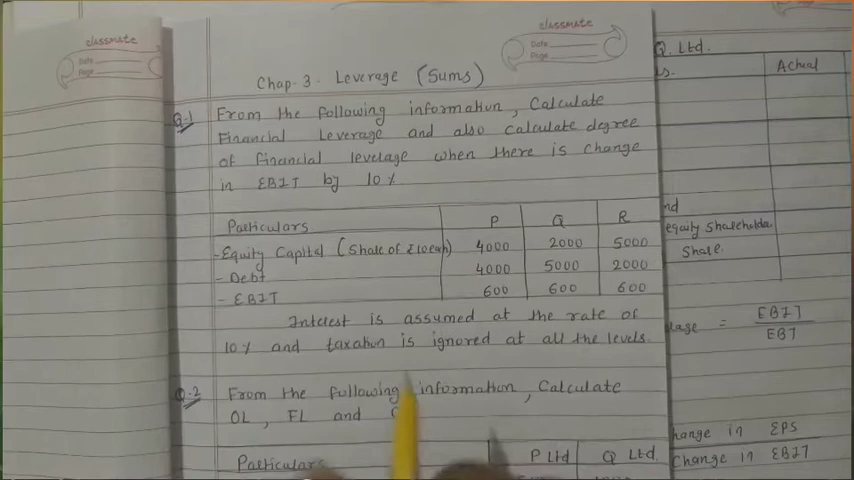 classmate
Date
Page
classmate
Date
Page
Chap-3- Leverage (Sums)
Q-1 From the following information, Calculate
Financial Leverage and also calculate degree
of financial leverage when there is change
in EBIT by 10%
Particulars P Q R
-Equity Capital (Share of ₹10 each) 4000 2000 5000
- Debt 4000 5000 2000
- EBIT 600 600 600
Interest is assumed at the rate of
10% and taxation is ignored at all the levels.
Q-2 From the following information, Calculate
OL, FL and
Particulars P Ltd Q Ltd.
Q. Ltd.
Actual
equity Shareholder
Share.
= EBIT
EBT
hange in EPS
Change in EBIT